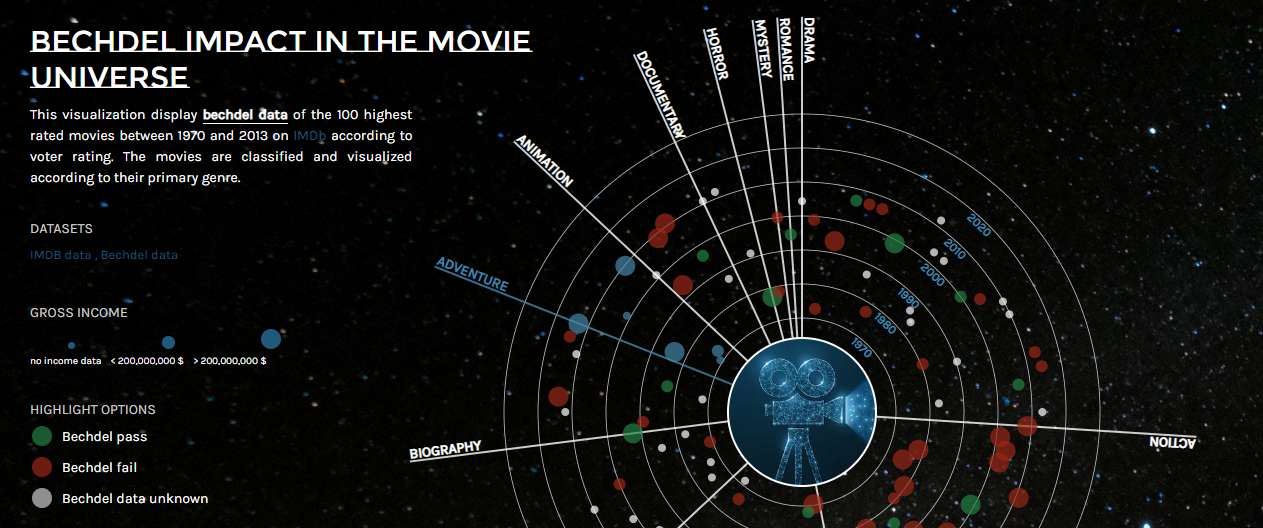 BECHDEL IMPACT IN THE MOVIE
UNIVERSE
This visualization display bechdel data of the 100 highest
rated movies between 1970 and 2013 on IMDb according to
voter rating. The movies are classified and visualized
according to their primary genre.
DATASETS
IMDB data , Bechdel data
GROSS INCOME
no income data < 200,000,000 $ > 200,000,000 $
HIGHLIGHT OPTIONS
Bechdel pass
Bechdel fail
Bechdel data unknown
BIOGRAPHY
ADVENTURE
ANIMATION
DOCUMENTARY
HORROR
MYSTERY
ROMANCE
DRAMA
ACTION
2020
2010
2000
1990
1980
1970